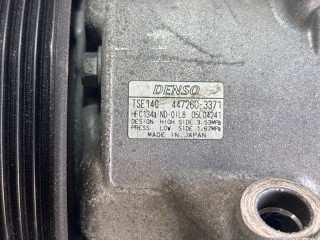 DENSO
TSE14C 447260-3371
HFC134a ND-OIL8 05L04241
DESIGN HIGH SIDE 3.53MPa
PRESS LOW SIDE 1.67MPa
MADE IN JAPAN